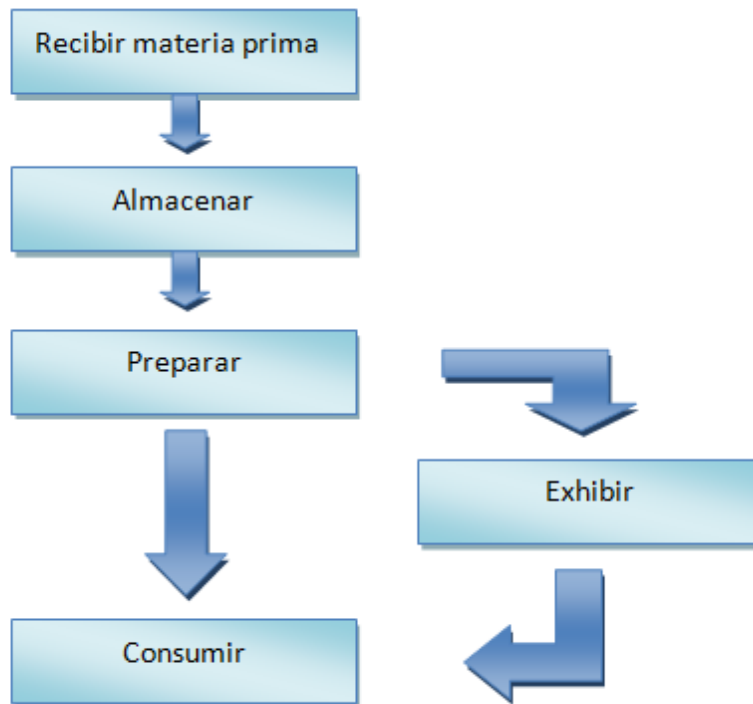 Recibir materia prima
Almacenar
Preparar
Exhibir
Consumir